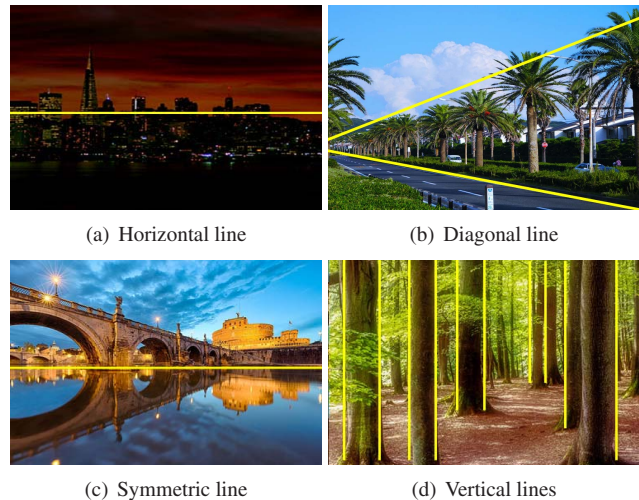 (a) Horizontal line
(b) Diagonal line
(c) Symmetric line
(d) Vertical lines